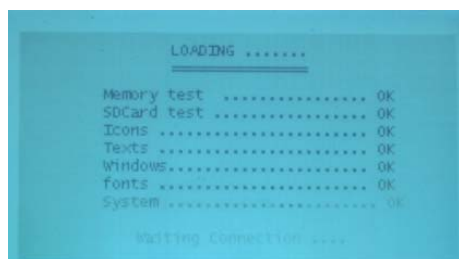 LOADING .......
Memory test ................ OK
SDCard test ................ OK
Icons ....................... OK
Texts ....................... OK
Windows...................... OK
fonts ....................... OK
System ....................... OK
Waiting Connection ....